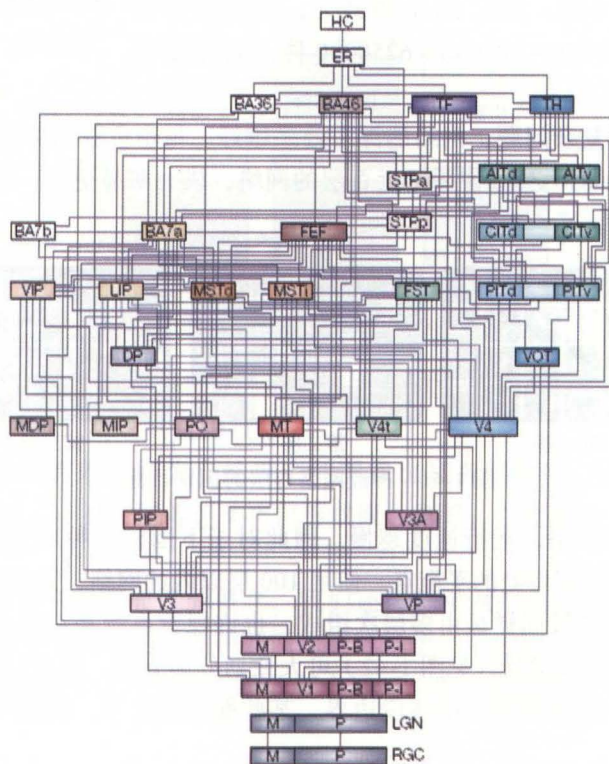 HC
ER
BA36 BA46 TF TH
STPa AITd AITv
BA7b BA7a FEF STPp CITd CITv
VIP LIP MSTd MSTl FST PITd PITv
DP VOT
MDP MIP PO MT V4t V4
PIP V3A
V3 VP
M V2 P-B P-I
M V1 P-B P-I
M P LGN
M P RGC